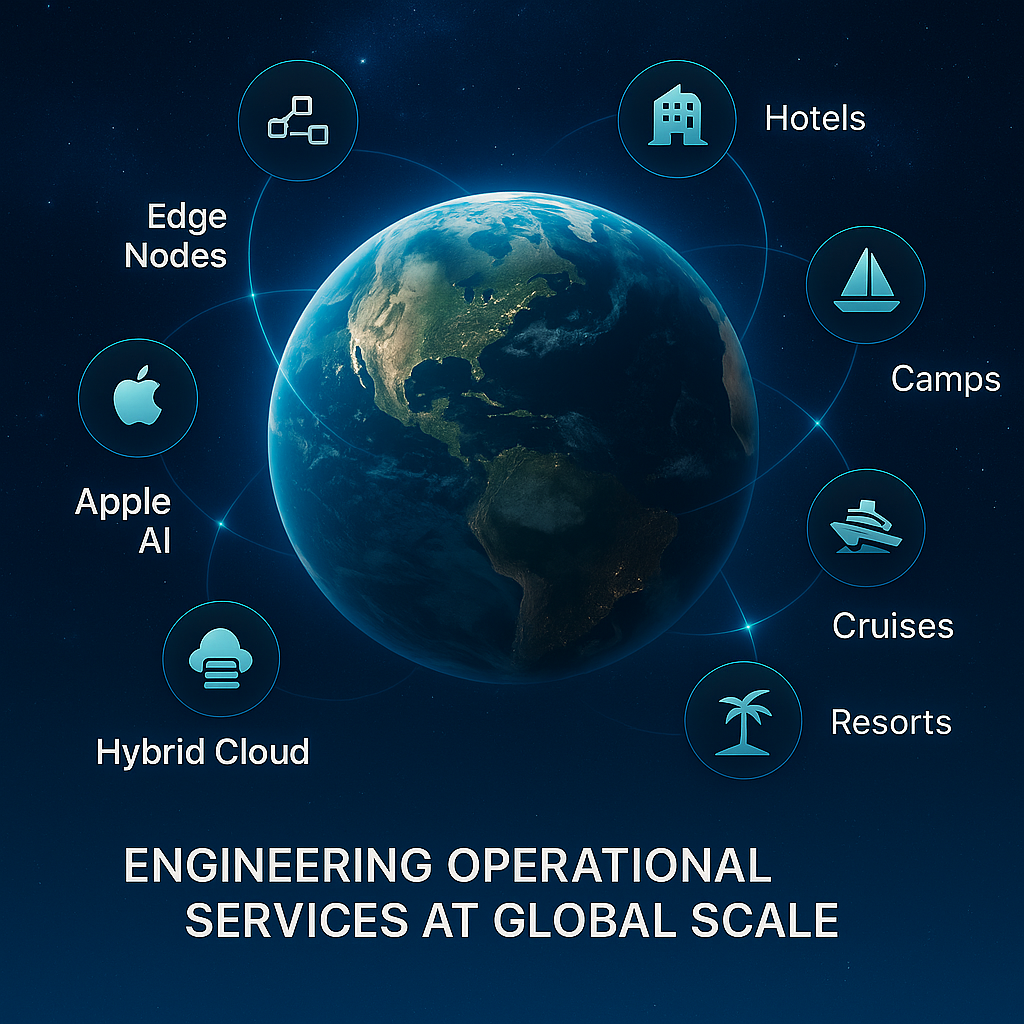 Hotels
Edge
Nodes
Camps
Apple
AI
Cruises
Resorts
Hybrid Cloud
ENGINEERING OPERATIONAL
SERVICES AT GLOBAL SCALE